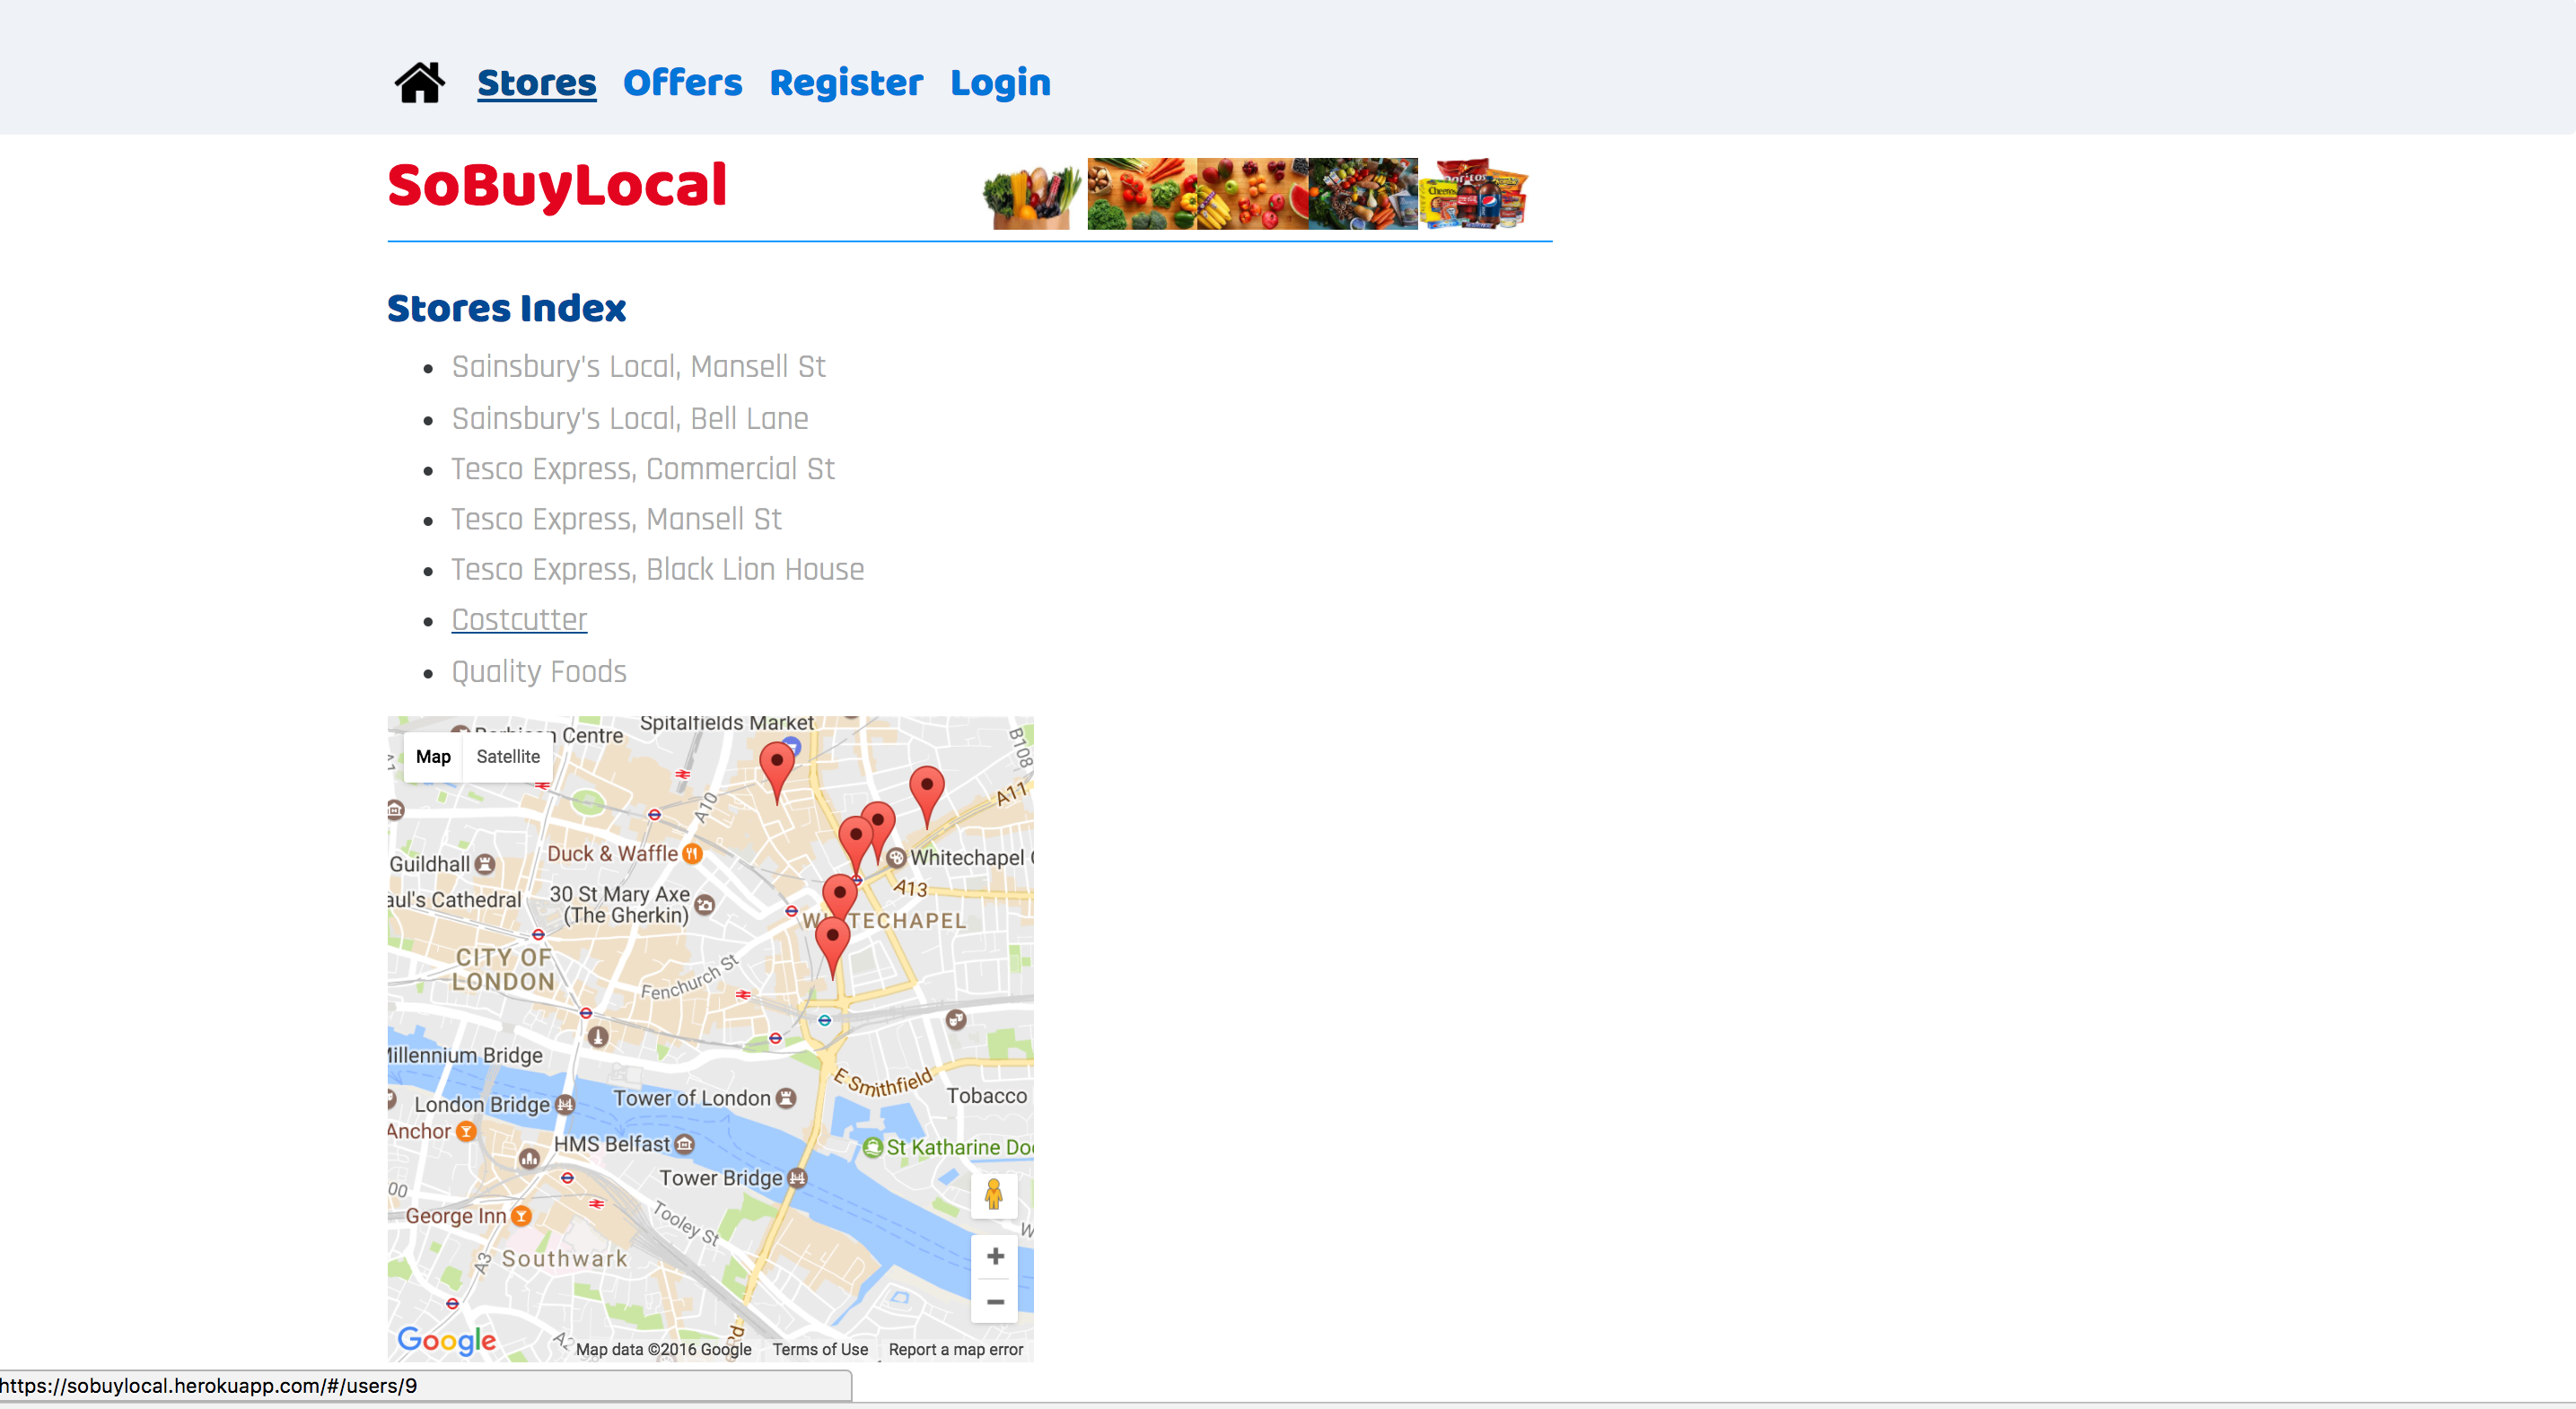 Stores Offers Register Login
SoBuyLocal
Stores Index
Sainsbury's Local, Mansell St
Sainsbury's Local, Bell Lane
Tesco Express, Commercial St
Tesco Express, Mansell St
Tesco Express, Black Lion House
Costcutter
Quality Foods
Spitalfields Market
Centre
Map Satellite
B108
A10
A11
Duck & Waffle
Guildhall
Whitechapel
30 St Mary Axe
(The Gherkin)
A13
aul's Cathedral
CITY OF
LONDON
Fenchurch St
Millennium Bridge
E Smithfield
London Bridge
Tower of London
Tobacco
Anchor
HMS Belfast
St Katharine Do
Tower Bridge
George Inn
Tooley St
Southwark
A3
Google
Map data ©2016 Google Terms of Use Report a map error
https://sobuylocal.herokuapp.com/#/users/9